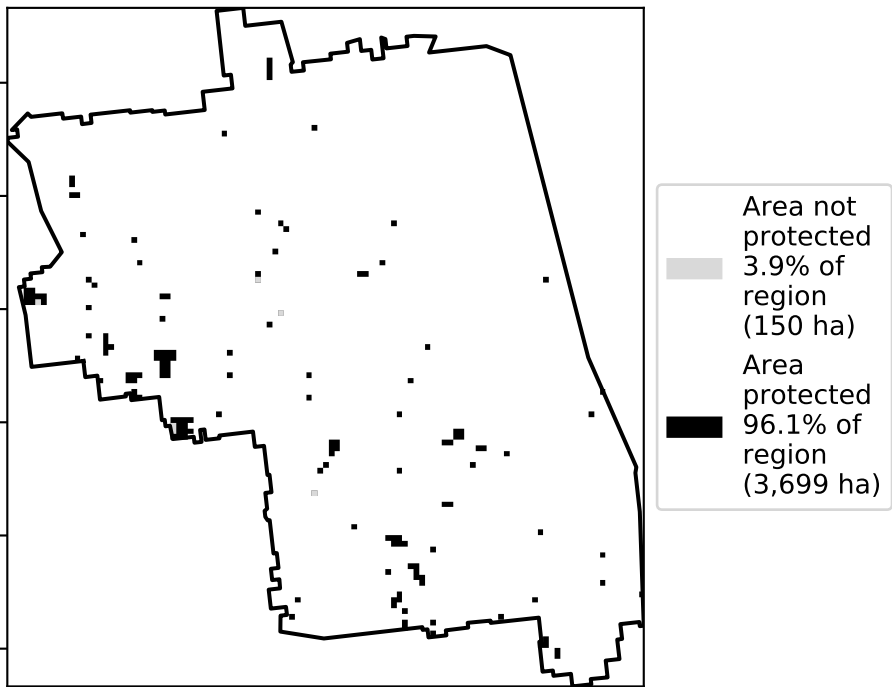 Area not
protected
3.9% of
region
(150 ha)
Area
protected
96.1% of
region
(3,699 ha)